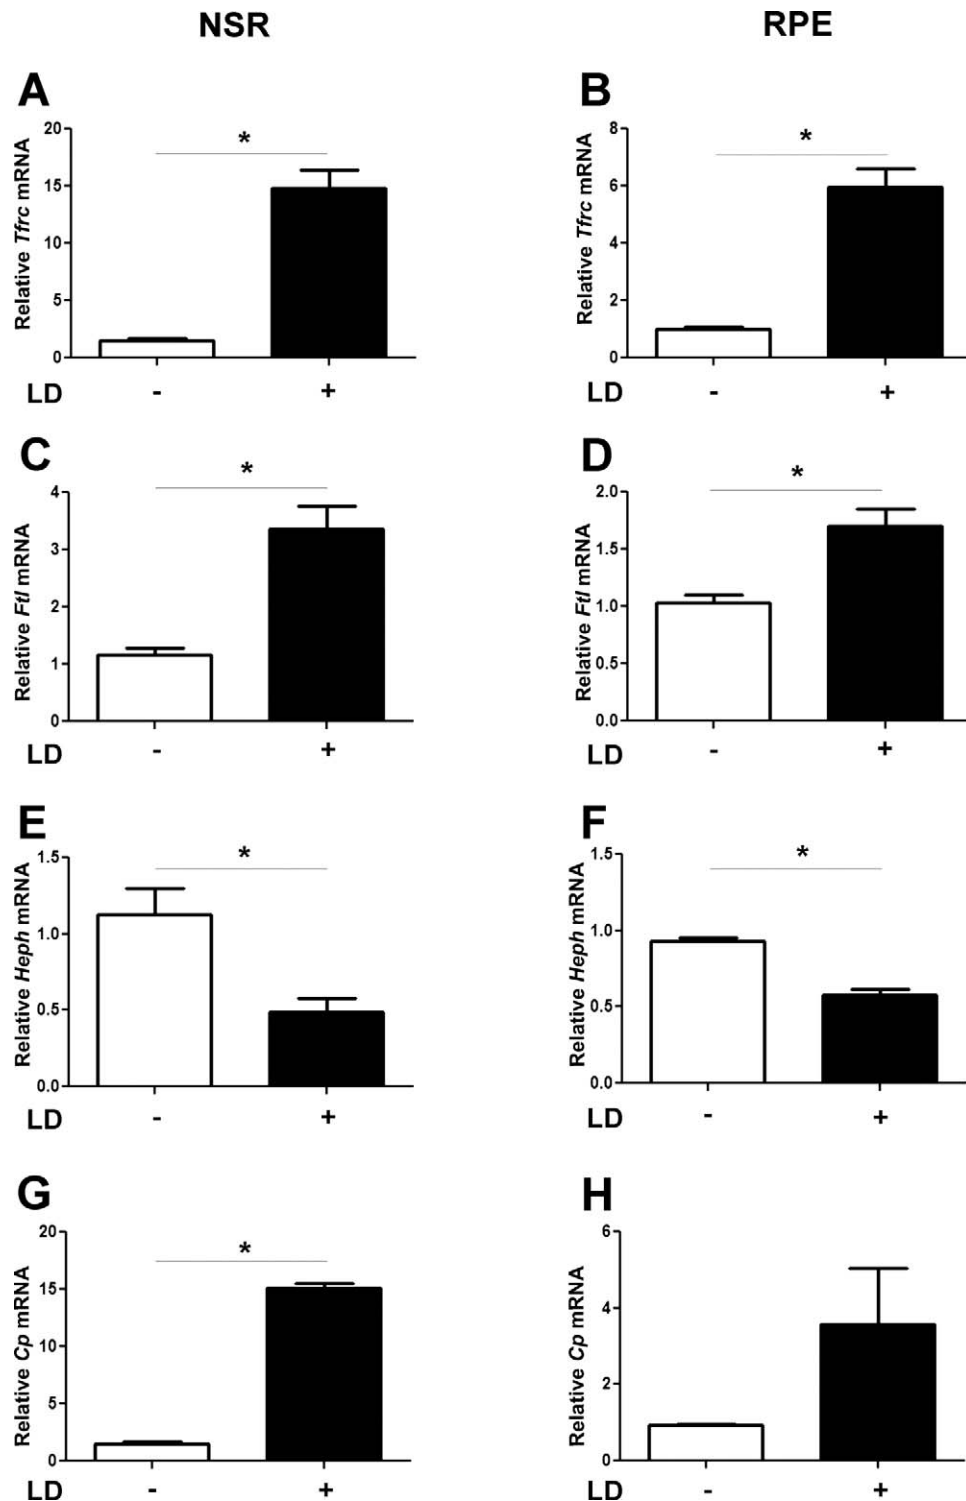 NSR
RPE
A
Relative Tfrc mRNA
20
15
10
5
0
*
LD - +
B
Relative Tfrc mRNA
8
6
4
2
0
*
- +
C
Relative Ftl mRNA
4
3
2
1
0
*
LD - +
D
Relative Ftl mRNA
2.0
1.5
1.0
0.5
0.0
*
- +
E
Relative Heph mRNA
1.5
1.0
0.5
0.0
*
LD - +
F
Relative Heph mRNA
1.5
1.0
0.5
0.0
*
- +
G
Relative Cp mRNA
20
15
10
5
0
*
LD - +
H
Relative Cp mRNA
6
4
2
0
LD - +